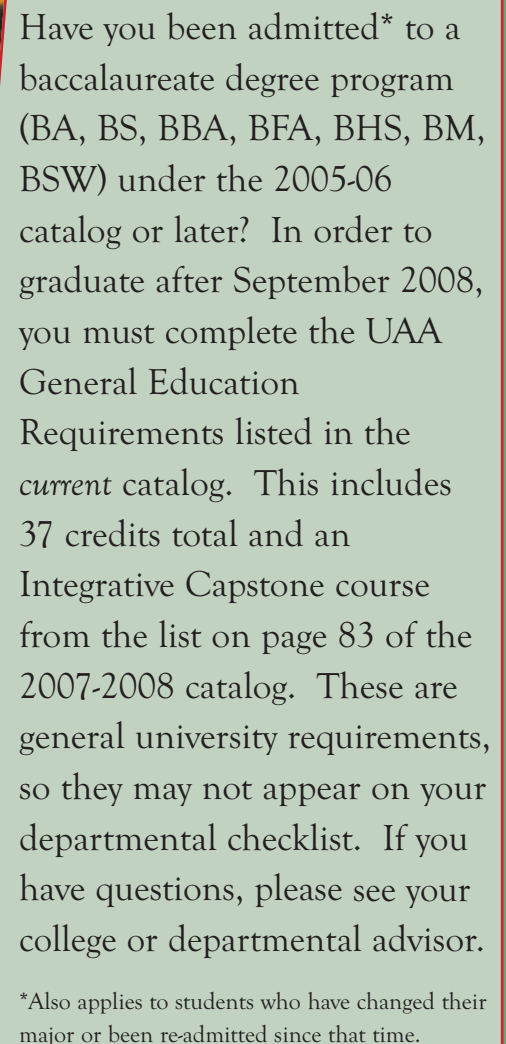 Have you been admitted* to a
baccalaureate degree program
(BA, BS, BBA, BFA, BHS, BM,
BSW) under the 2005-06
catalog or later?  In order to
graduate after September 2008,
you must complete the UAA
General Education
Requirements listed in the
current catalog.  This includes
37 credits total and an
Integrative Capstone course
from the list on page 83 of the
2007-2008 catalog.  These are
general university requirements,
so they may not appear on your
departmental checklist.  If you
have questions, please see your
college or departmental advisor.
*Also applies to students who have changed their
major or been re-admitted since that time.